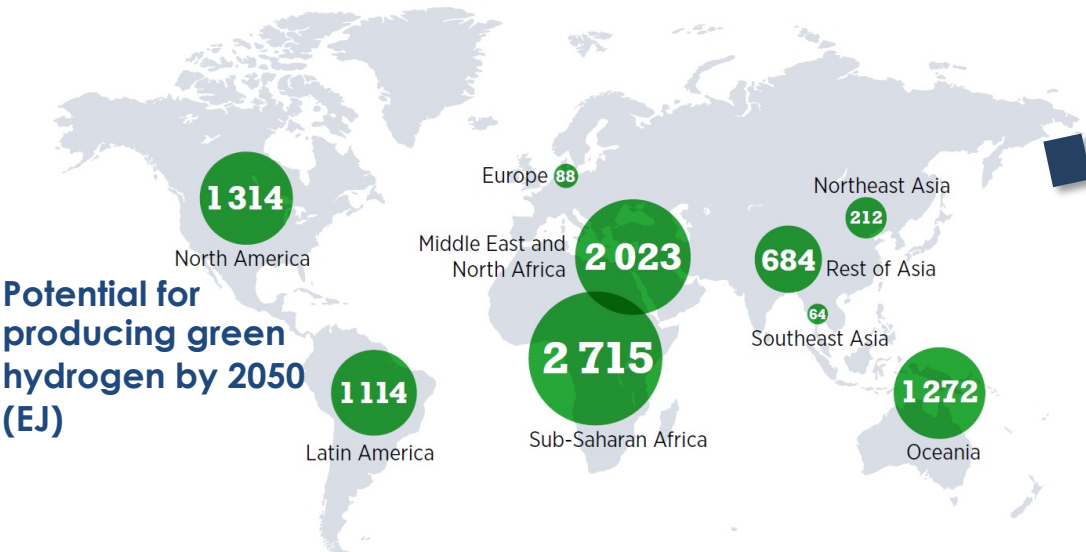 Europe 88
Northeast Asia
212
1 314
North America
Middle East and
North Africa
2 023
684
Rest of Asia
64
Southeast Asia
Potential for
producing green
hydrogen by 2050
(EJ)
2 715
Sub-Saharan Africa
1 114
Latin America
1 272
Oceania